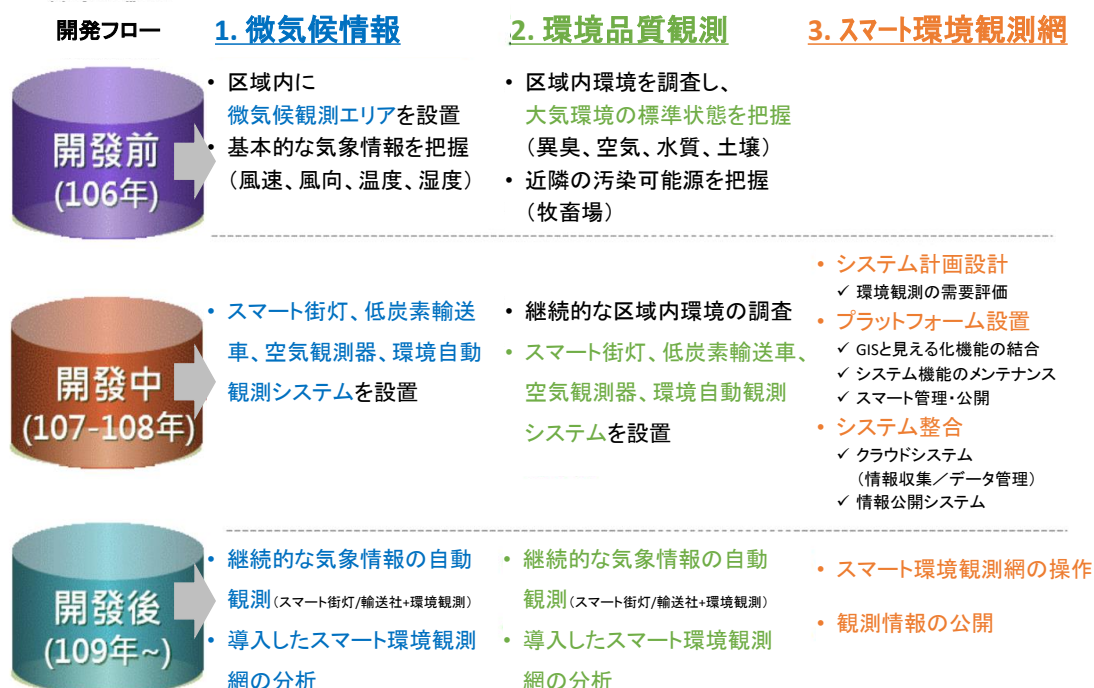 開発フロー
1. 微気候情報
2. 環境品質観測
3. スマート環境観測網
開發前
(106年)
• 区域内に
微気候観測エリアを設置
• 基本的な気象情報を把握
(風速、風向、温度、湿度)
• 区域内環境を調査し、
大気環境の標準状態を把握
(異臭、空気、水質、土壌)
• 近隣の汚染可能源を把握
(牧畜場)
開發中
(107-108年)
• スマート街灯、低炭素輸送
車、空気観測器、環境自動
観測システムを設置
• 継続的な区域内環境の調査
• スマート街灯、低炭素輸送車、
空気観測器、環境自動観測
システムを設置
• システム計画設計
✓ 環境観測の需要評価
• プラットフォーム設置
✓ GISと見える化機能の結合
✓ システム機能のメンテナンス
✓ スマート管理・公開
• システム整合
✓ クラウドシステム
(情報収集／データ管理)
✓ 情報公開システム
開發後
(109年~)
• 継続的な気象情報の自動
観測(スマート街灯/輸送社+環境観測)
• 導入したスマート環境観測
網の分析
• 継続的な気象情報の自動
観測(スマート街灯/輸送社+環境観測)
• 導入したスマート環境観測
網の分析
• スマート環境観測網の操作
• 観測情報の公開